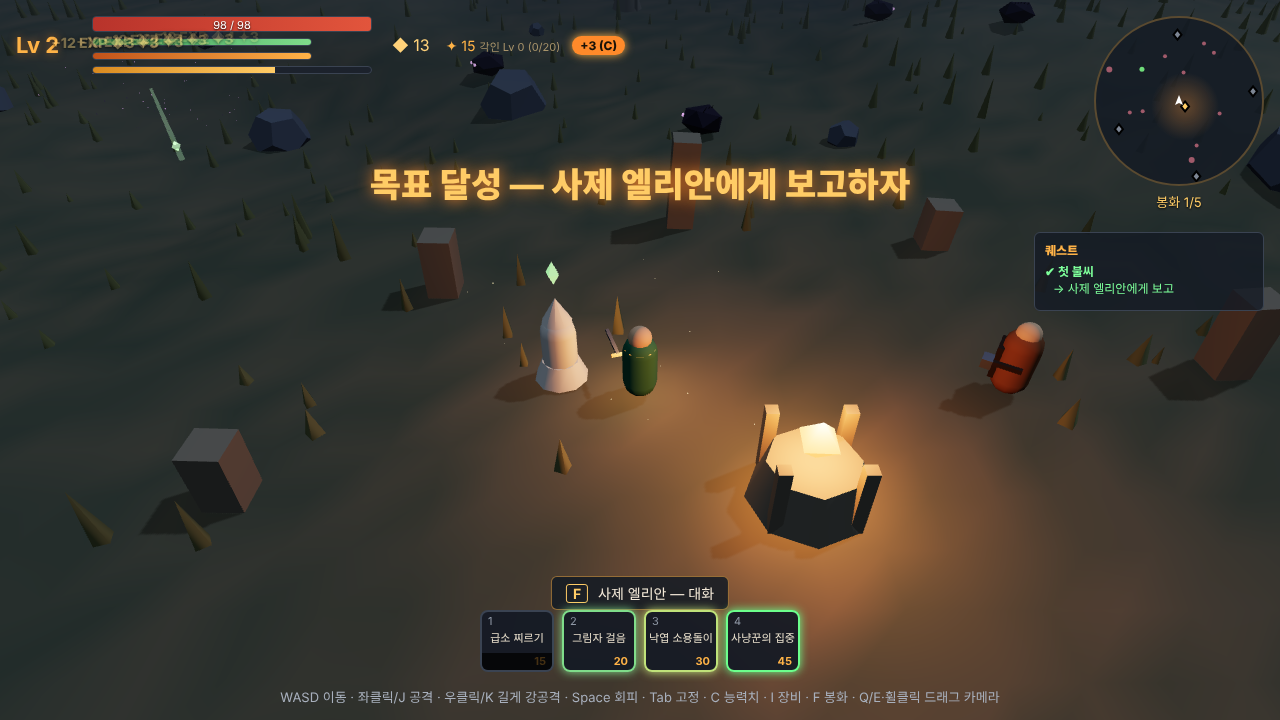 98 / 98
Lv 2
13
15 각인 Lv 0 (0/20)
+3 (C)
목표 달성 — 사제 엘리안에게 보고하자
봉화 1/5
퀘스트
✔ 첫 불씨
→ 사제 엘리안에게 보고
F 사제 엘리안 — 대화
1 급소 찌르기 15
2 그림자 걸음 20
3 낙엽 소용돌이 30
4 사냥꾼의 집중 45
WASD 이동 · 좌클릭/J 공격 · 우클릭/K 길게 강공격 · Space 회피 · Tab 고정 · C 능력치 · I 장비 · F 봉화 · Q/E·휠클릭 드래그 카메라